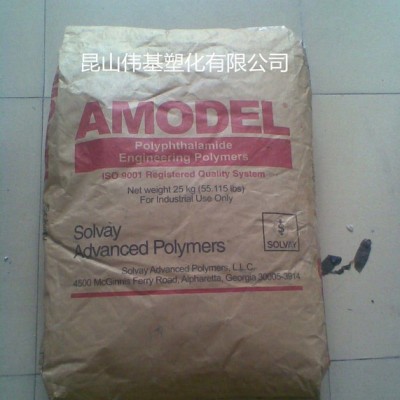 昆山伟基塑化有限公司
AMODEL
Polyphthalamide
Engineering Polymers
ISO 9001 Registered Quality System
Net weight 25 kg (55.115 lbs)
For Industrial Use Only
Solvay
Advanced Polymers
SOLVAY
Solvay Advanced Polymers, L.L.C.
4500 McGinnis Ferry Road, Alpharetta, Georgia 30005-3914